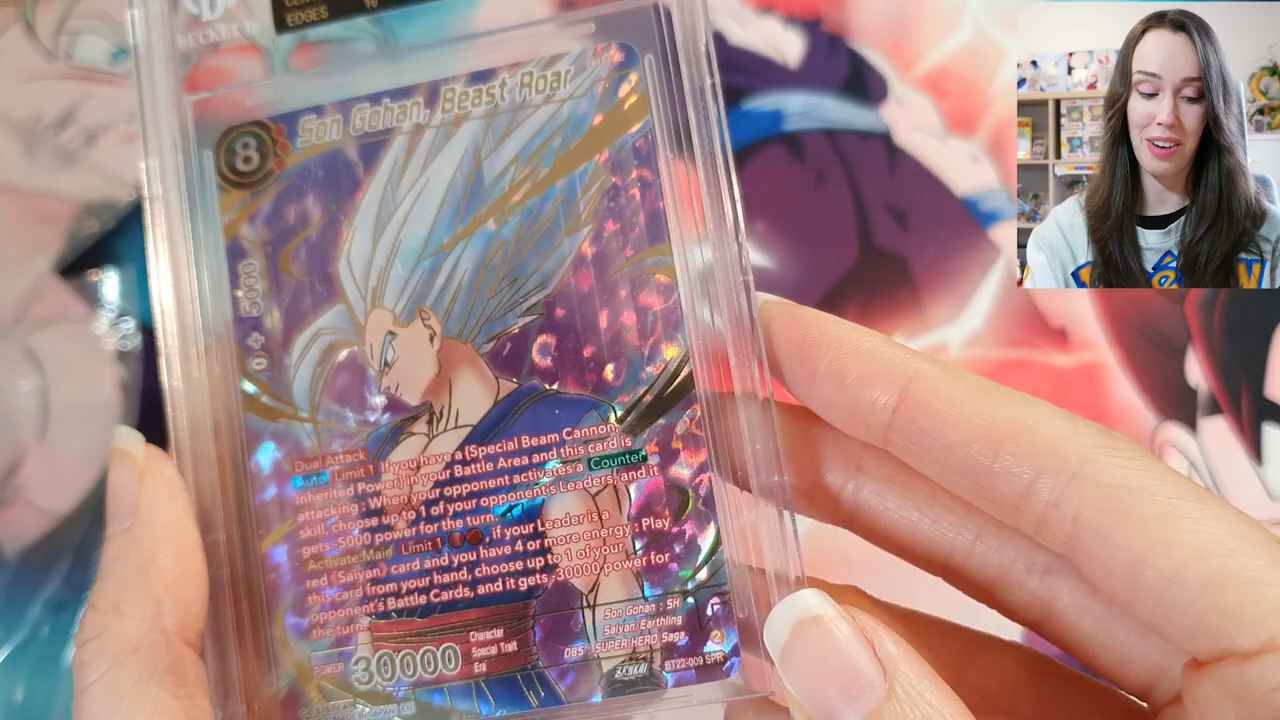 EDGES 10
BECKETT
Son Gohan, Beast Roar
8
0 + 5000
Dual Attack
Auto Limit 1 If you have a {Special Beam Cannon,
Inherited Power} in your Battle Area and this card is
attacking : When your opponent activates a Counter
skill, choose up to 1 of your opponent's Leaders, and it
gets -5000 power for the turn.
Activate:Main Limit 1 , if your Leader is a
red 《Saiyan》 card and you have 4 or more energy : Play
this card from your hand, choose up to 1 of your
opponent's Battle Cards, and it gets -30000 power for
the turn.
Son Gohan : SH
Saiyan/Earthling
DBS : SUPER HERO Saga
Character
Special Trait
Era
POWER 30000
ZENKAI
BT22-009 SPR